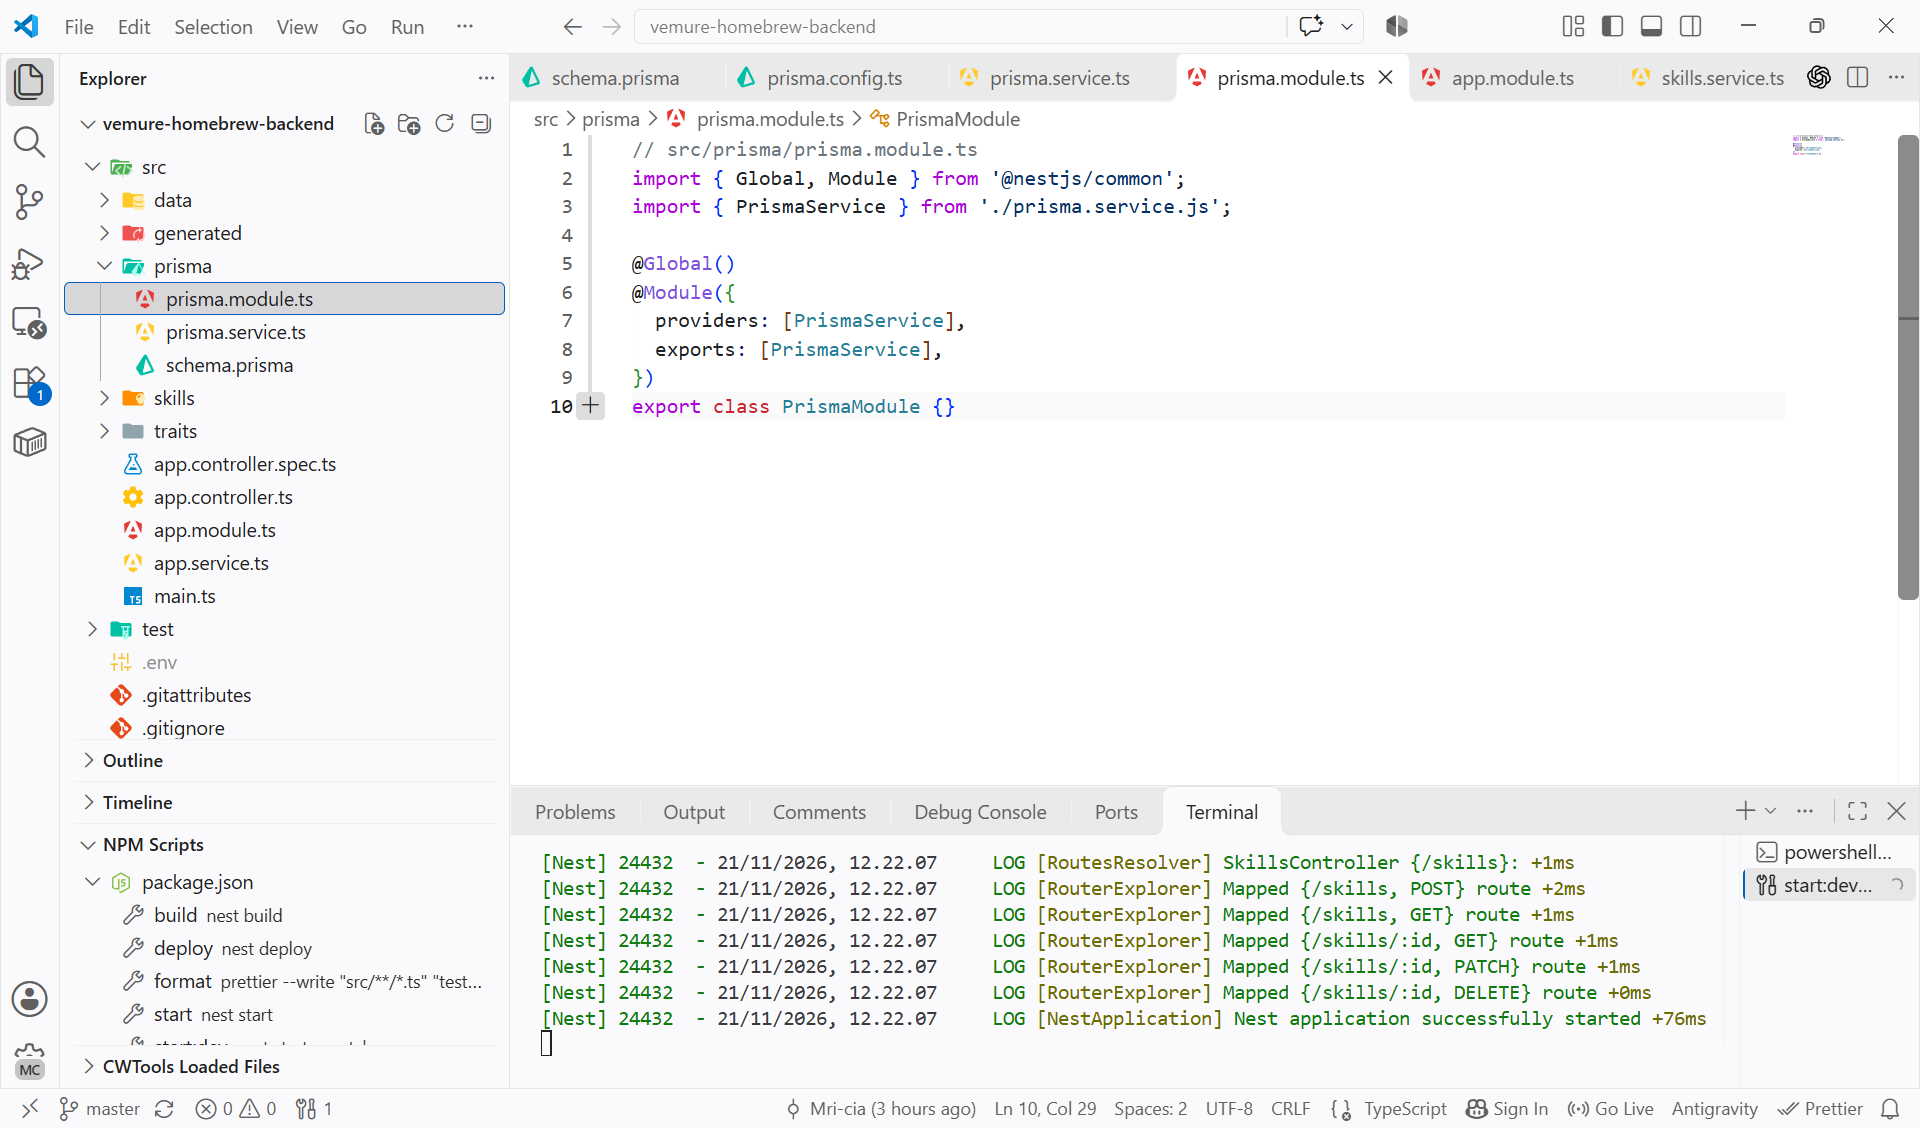 File Edit Selection View Go Run ···
vemure-homebrew-backend
Explorer
vemure-homebrew-backend
src
data
generated
prisma
prisma.module.ts
prisma.service.ts
schema.prisma
skills
traits
app.controller.spec.ts
app.controller.ts
app.module.ts
app.service.ts
main.ts
test
.env
.gitattributes
.gitignore
Outline
Timeline
NPM Scripts
package.json
build nest build
deploy nest deploy
format prettier --write "src/**/*.ts" "test...
start nest start
CWTools Loaded Files
1
MC
schema.prisma prisma.config.ts prisma.service.ts prisma.module.ts app.module.ts skills.service.ts
src > prisma > prisma.module.ts > PrismaModule
1 // src/prisma/prisma.module.ts
2 import { Global, Module } from '@nestjs/common';
3 import { PrismaService } from './prisma.service.js';
4
5 @Global()
6 @Module({
7   providers: [PrismaService],
8   exports: [PrismaService],
9 })
10 export class PrismaModule {}
Problems Output Comments Debug Console Ports Terminal
[Nest] 24432  - 21/11/2026, 12.22.07     LOG [RoutesResolver] SkillsController {/skills}: +1ms
[Nest] 24432  - 21/11/2026, 12.22.07     LOG [RouterExplorer] Mapped {/skills, POST} route +2ms
[Nest] 24432  - 21/11/2026, 12.22.07     LOG [RouterExplorer] Mapped {/skills, GET} route +1ms
[Nest] 24432  - 21/11/2026, 12.22.07     LOG [RouterExplorer] Mapped {/skills/:id, GET} route +1ms
[Nest] 24432  - 21/11/2026, 12.22.07     LOG [RouterExplorer] Mapped {/skills/:id, PATCH} route +1ms
[Nest] 24432  - 21/11/2026, 12.22.07     LOG [RouterExplorer] Mapped {/skills/:id, DELETE} route +0ms
[Nest] 24432  - 21/11/2026, 12.22.07     LOG [NestApplication] Nest application successfully started +76ms
powershell...
start:dev...
master 0 0 1 Mri-cia (3 hours ago) Ln 10, Col 29 Spaces: 2 UTF-8 CRLF TypeScript Sign In Go Live Antigravity Prettier